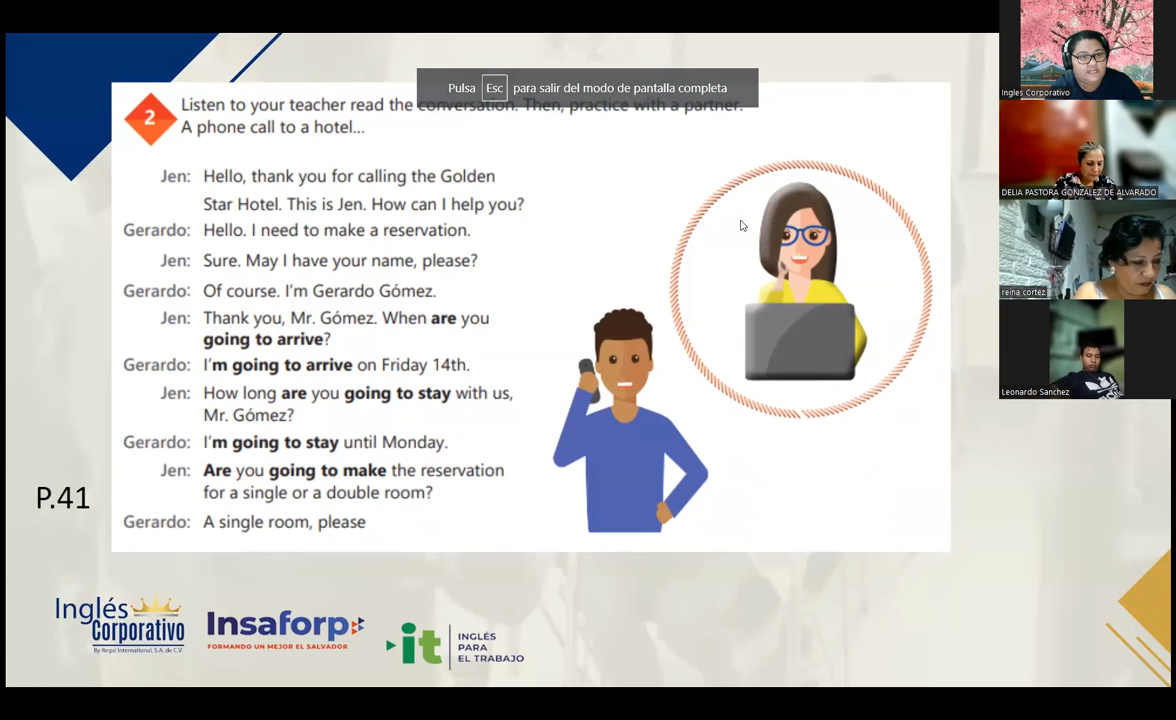 Pulsa Esc para salir del modo de pantalla completa
2
Listen to your teacher read the conversation. Then, practice with a partner.
A phone call to a hotel...
Jen: Hello, thank you for calling the Golden
Star Hotel. This is Jen. How can I help you?
Gerardo: Hello. I need to make a reservation.
Jen: Sure. May I have your name, please?
Gerardo: Of course. I'm Gerardo Gómez.
Jen: Thank you, Mr. Gómez. When are you
going to arrive?
Gerardo: I'm going to arrive on Friday 14th.
Jen: How long are you going to stay with us,
Mr. Gómez?
Gerardo: I'm going to stay until Monday.
Jen: Are you going to make the reservation
for a single or a double room?
Gerardo: A single room, please
P.41
Inglés
Corporativo
By Regal International, S.A. de C.V.
Insaforp
FORMANDO UN MEJOR EL SALVADOR
it
INGLÉS
PARA
EL TRABAJO
Ingles Corporativo
DELIA PASTORA GONZALEZ DE ALVARADO
reina cortez
Leonardo Sanchez